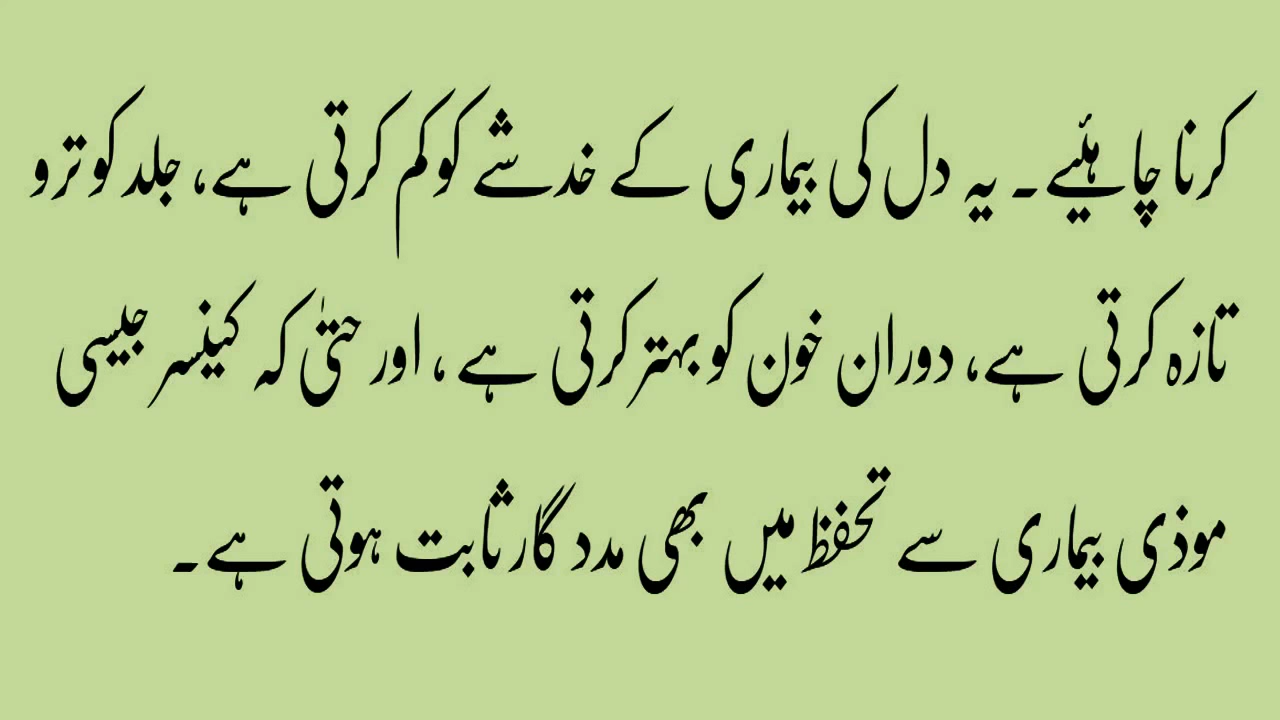 کرنا چاہئیے۔ یہ دل کی بیماری کے خدشے کو کم کرتی ہے، جلد کو ترو
تازہ کرتی ہے، دوران خون کو بہتر کرتی ہے، اور حتیٰ کہ کینسر جیسی
موذی بیماری سے تحفظ میں بھی مدد گار ثابت ہوتی ہے۔